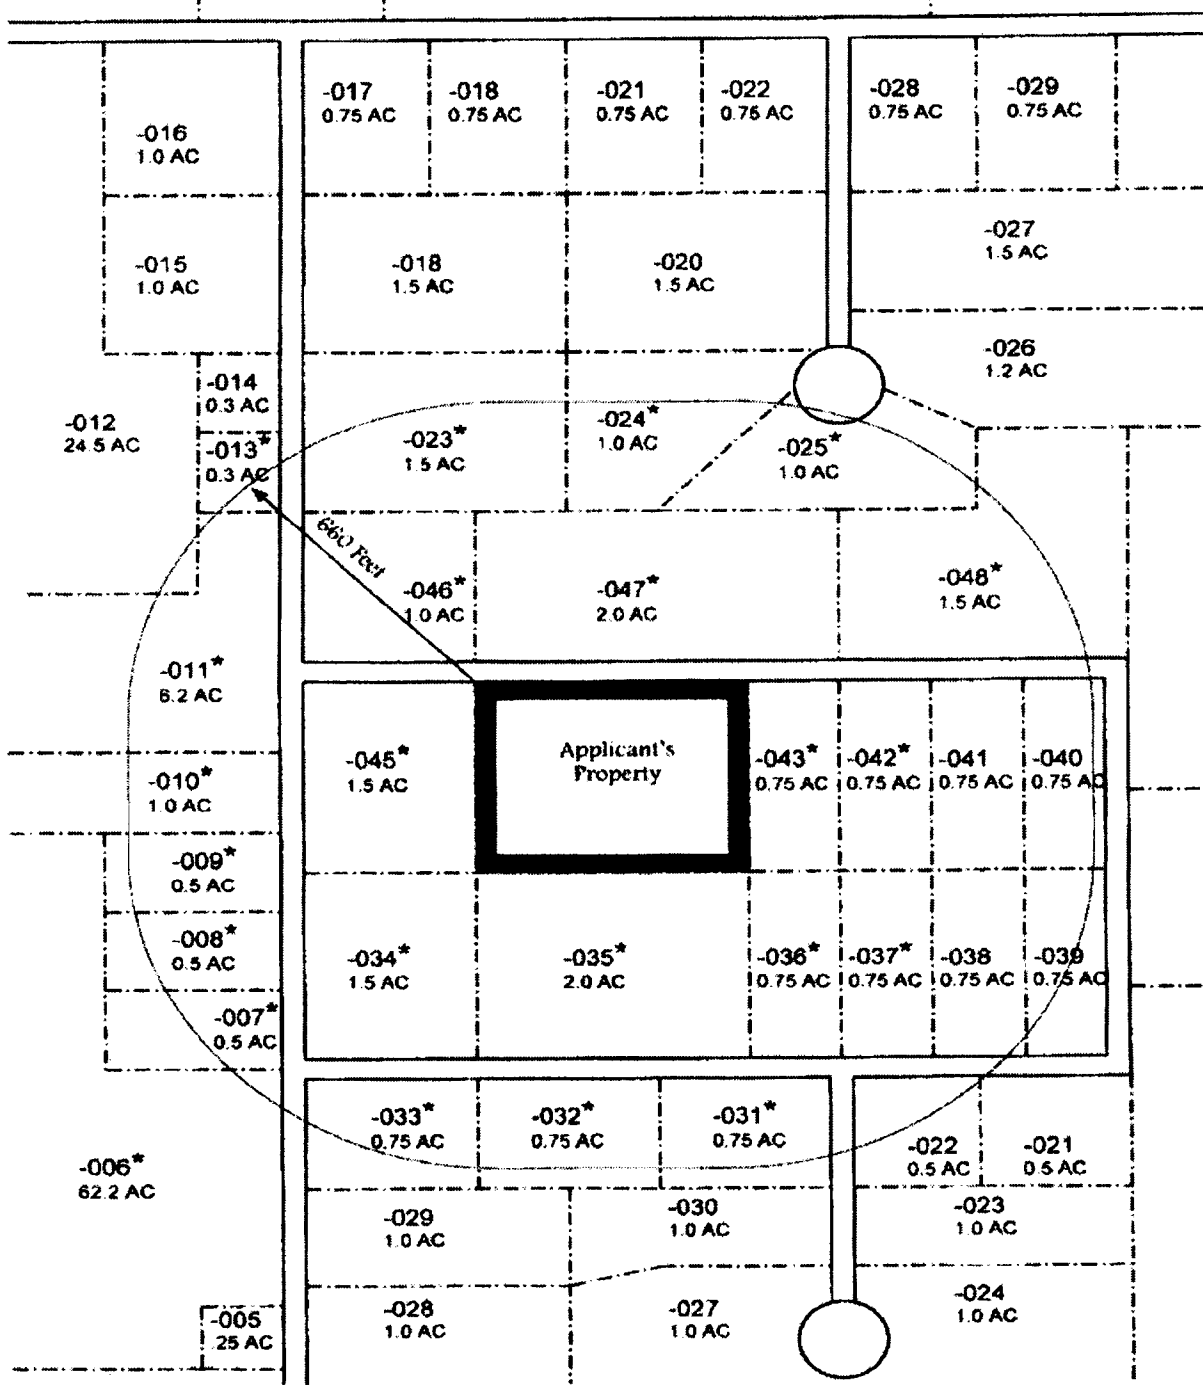 -017
0.75 AC
-018
0.75 AC
-021
0.75 AC
-022
0.75 AC
-028
0.75 AC
-029
0.75 AC
-016
1.0 AC
-015
1.0 AC
-018
1.5 AC
-020
1.5 AC
-027
1.5 AC
-026
1.2 AC
-014
0.3 AC
-012
24.5 AC
-013*
0.3 AC
-023*
1.5 AC
-024*
1.0 AC
-025*
1.0 AC
660 Feet
-046*
1.0 AC
-047*
2.0 AC
-048*
1.5 AC
-011*
6.2 AC
-045*
1.5 AC
Applicant's
Property
-043*
0.75 AC
-042*
0.75 AC
-041
0.75 AC
-040
0.75 AC
-010*
1.0 AC
-009*
0.5 AC
-008*
0.5 AC
-034*
1.5 AC
-035*
2.0 AC
-036*
0.75 AC
-037*
0.75 AC
-038
0.75 AC
-039
0.75 AC
-007*
0.5 AC
-033*
0.75 AC
-032*
0.75 AC
-031*
0.75 AC
-022
0.5 AC
-021
0.5 AC
-006*
62.2 AC
-029
1.0 AC
-030
1.0 AC
-023
1.0 AC
-005
.25 AC
-028
1.0 AC
-027
1.0 AC
-024
1.0 AC